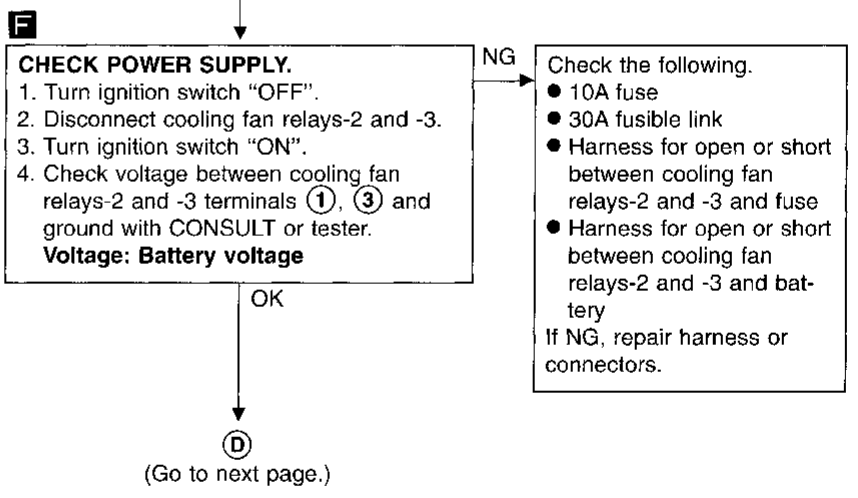 F
CHECK POWER SUPPLY.
1. Turn ignition switch “OFF”.
2. Disconnect cooling fan relays-2 and -3.
3. Turn ignition switch “ON”.
4. Check voltage between cooling fan
relays-2 and -3 terminals ①, ③ and
ground with CONSULT or tester.
Voltage: Battery voltage
NG
Check the following.
● 10A fuse
● 30A fusible link
● Harness for open or short
between cooling fan
relays-2 and -3 and fuse
● Harness for open or short
between cooling fan
relays-2 and -3 and bat-
tery
If NG, repair harness or
connectors.
OK
Ⓓ
(Go to next page.)